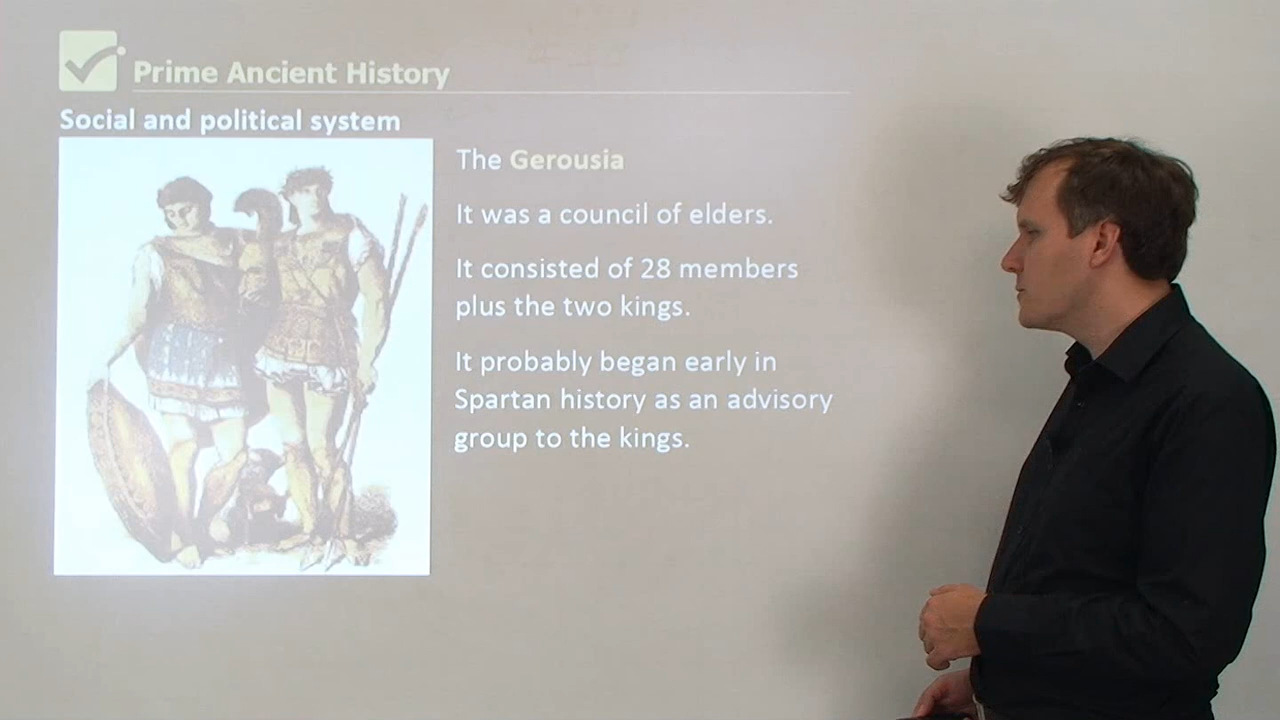 Prime Ancient History
Social and political system
The Gerousia
It was a council of elders.
It consisted of 28 members
plus the two kings.
It probably began early in
Spartan history as an advisory
group to the kings.